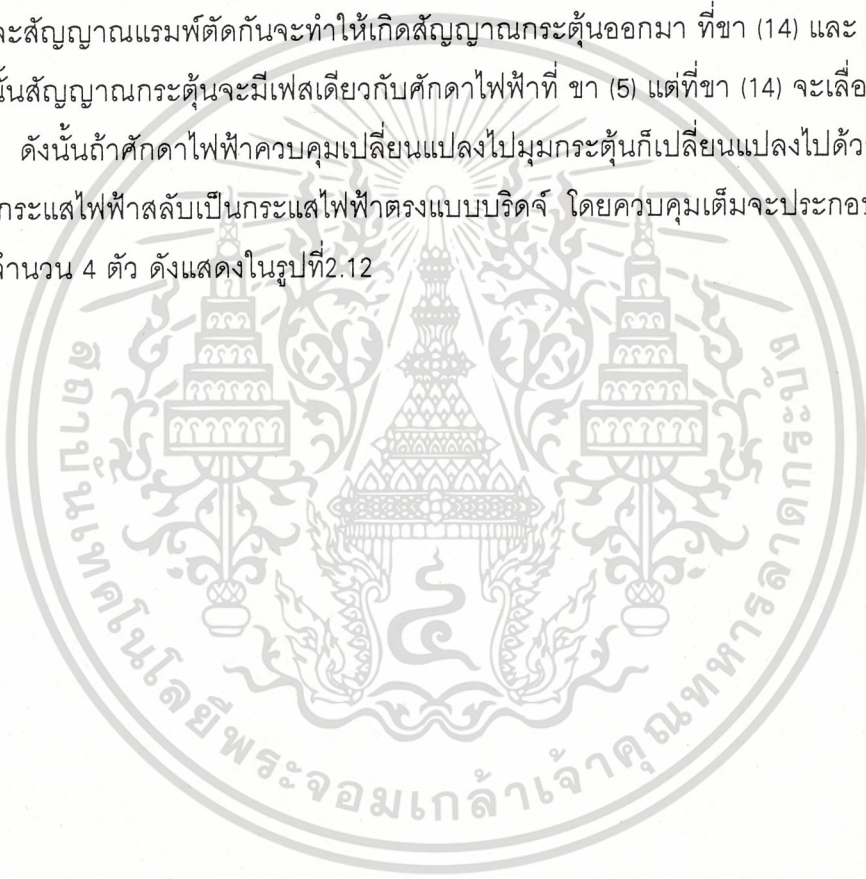 ละสัญญาณแรมพ์ตัดกันจะทำให้เกิดสัญญาณกระตุ้นออกมา ที่ขา (14) และ
นั้นสัญญาณกระตุ้นจะมีเฟสเดียวกับศักดาไฟฟ้าที่ ขา (5) แต่ที่ขา (14) จะเลื่อ
ดังนั้นถ้าศักดาไฟฟ้าควบคุมเปลี่ยนแปลงไปมุมกระตุ้นก็เปลี่ยนแปลงไปด้ว
กระแสไฟฟ้าสลับเป็นกระแสไฟฟ้าตรงแบบบริดจ์ โดยควบคุมเต็มจะประกอบ
จำนวน 4 ตัว ดังแสดงในรูปที่2.12
สถาบันเทคโนโลยีพระจอมเกล้าเจ้าคุณทหารลาดกระบัง